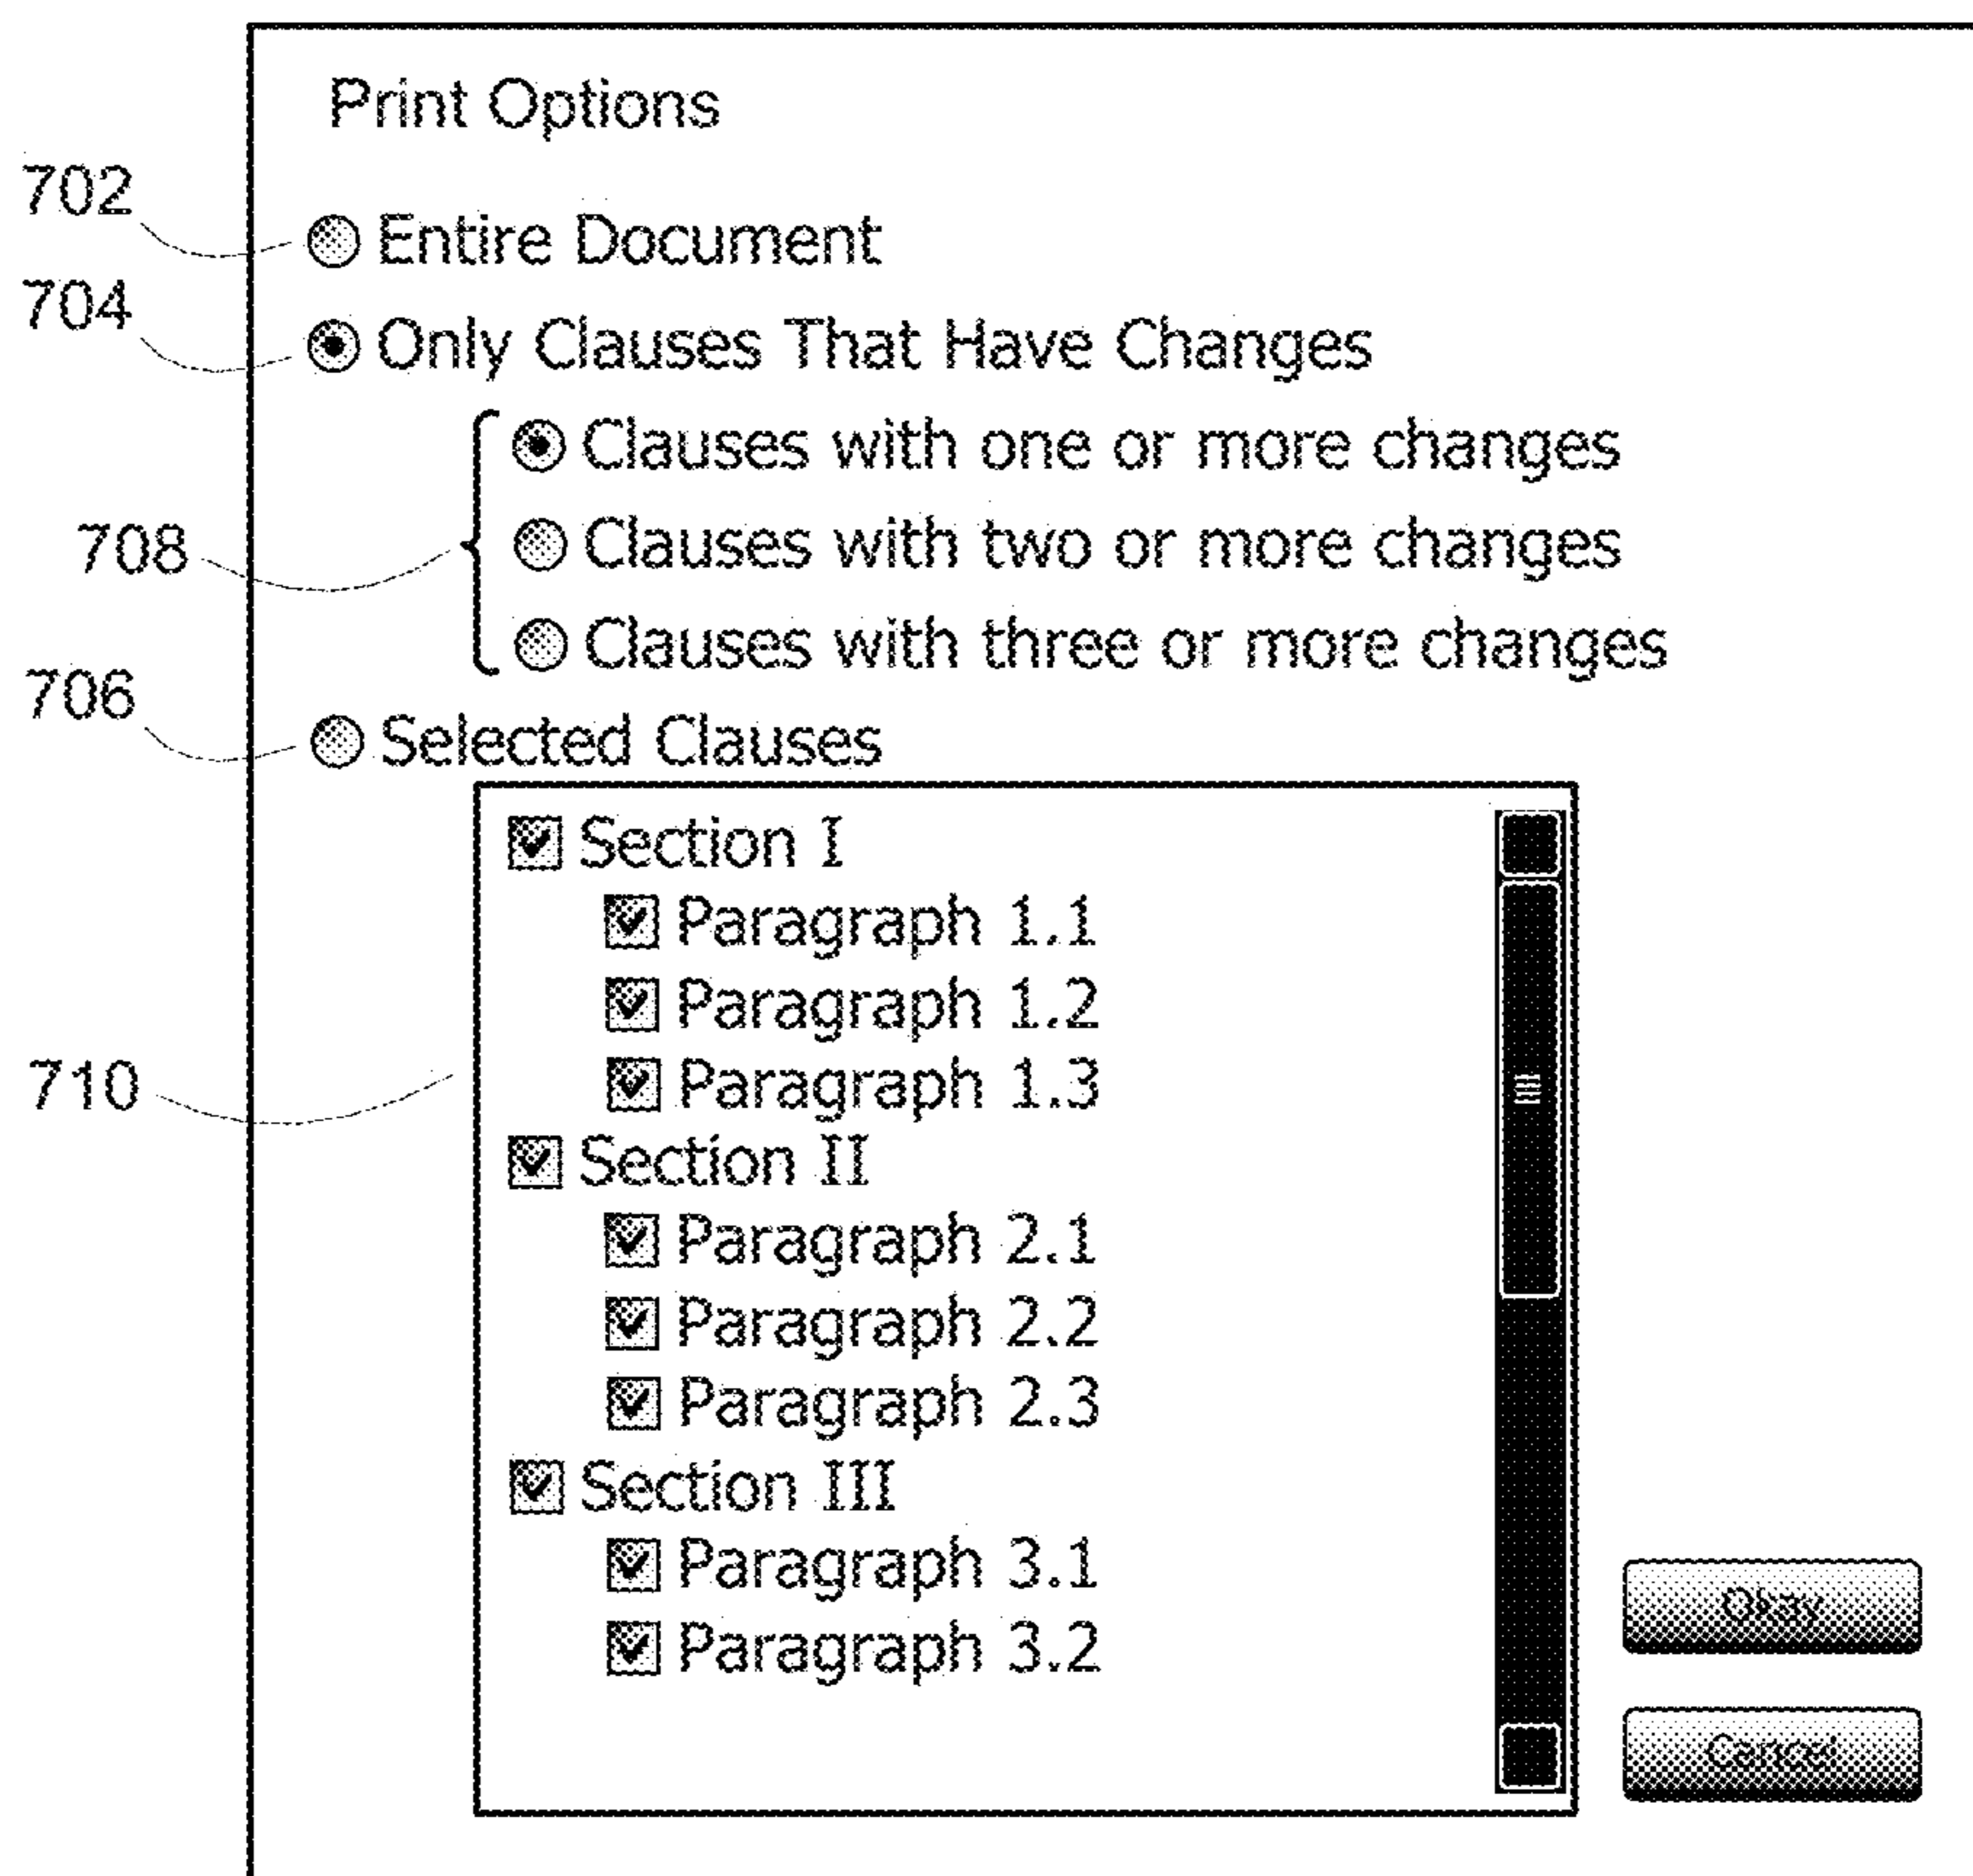 Print Options
702
Entire Document
704
Only Clauses That Have Changes
Clauses with one or more changes
708
Clauses with two or more changes
Clauses with three or more changes
706
Selected Clauses
Section I
Paragraph 1.1
Paragraph 1.2
710
Paragraph 1.3
Section II
Paragraph 2.1
Paragraph 2.2
Paragraph 2.3
Section III
Paragraph 3.1
Okay
Paragraph 3.2
Cancel